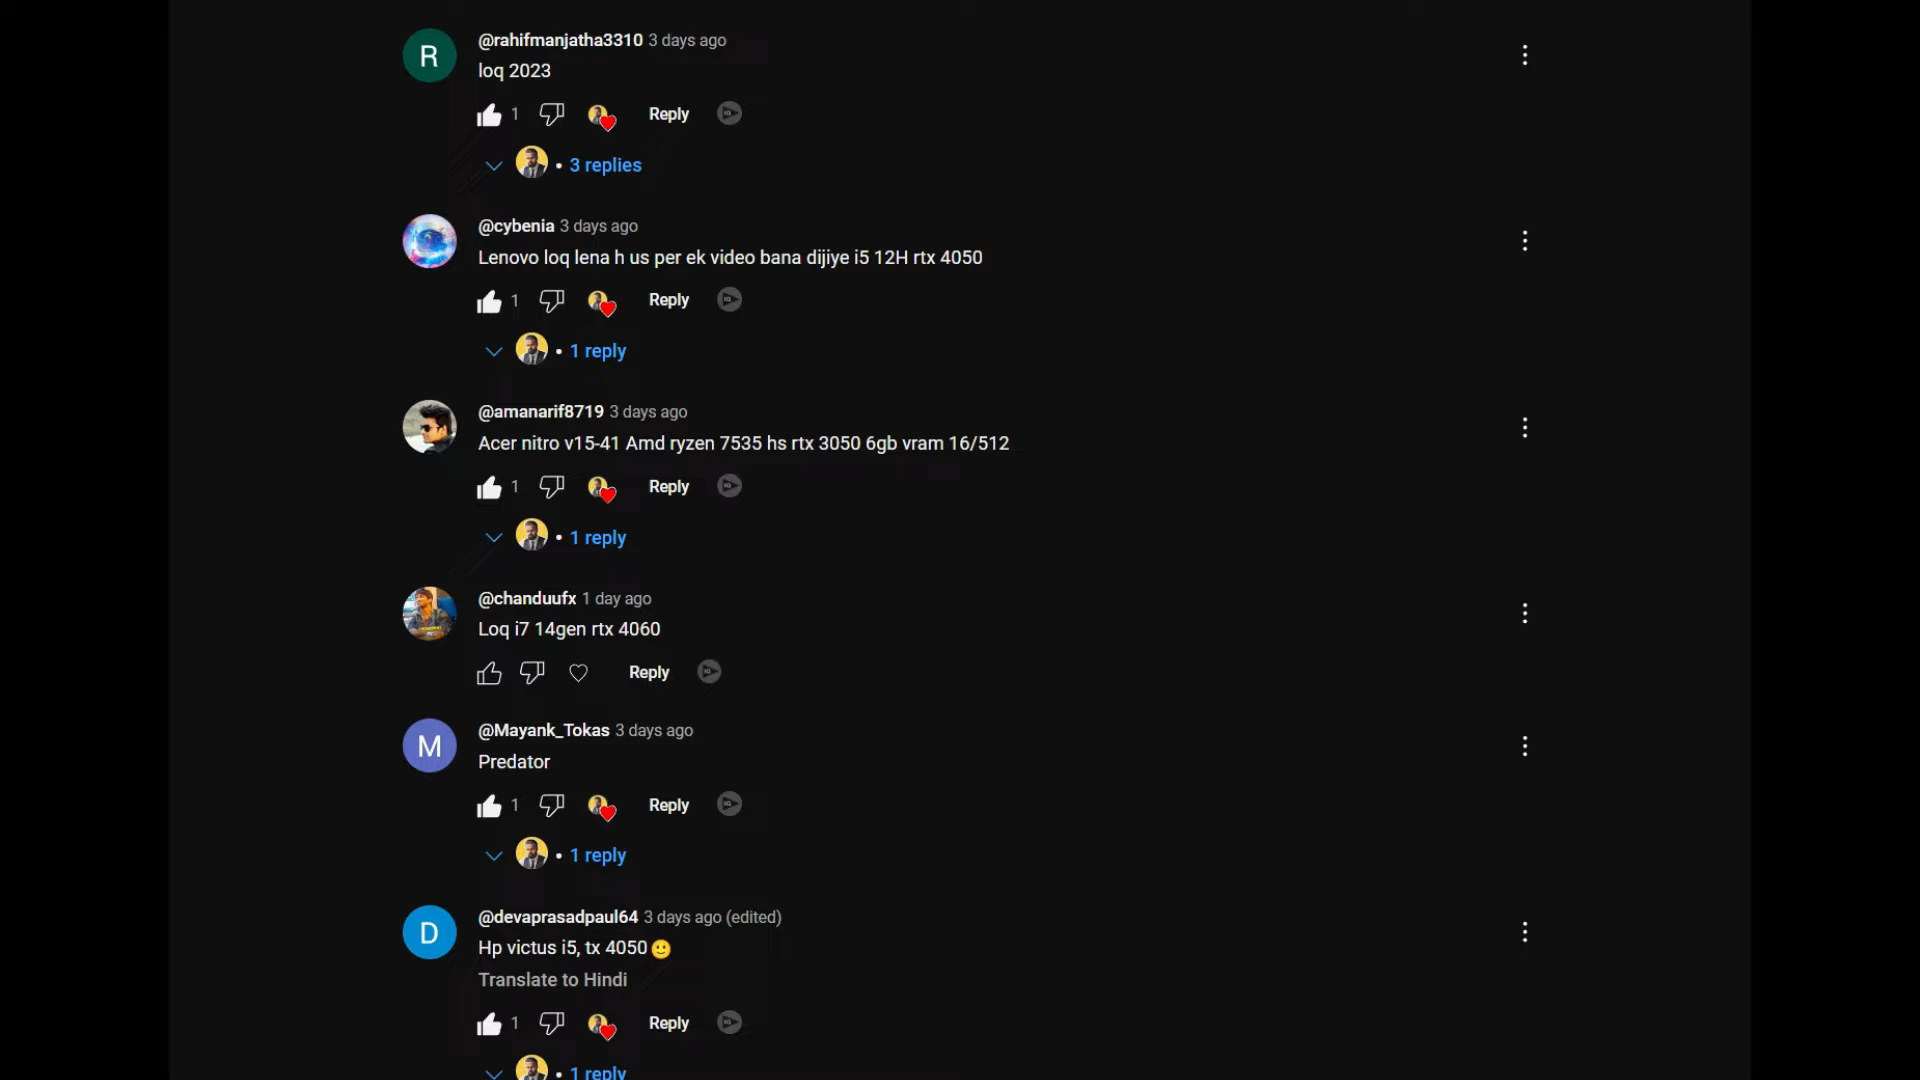 R
@rahifmanjatha3310 3 days ago
loq 2023
1 Reply
• 3 replies
@cybenia 3 days ago
Lenovo loq lena h us per ek video bana dijiye i5 12H rtx 4050
1 Reply
• 1 reply
@amanarif8719 3 days ago
Acer nitro v15-41 Amd ryzen 7535 hs rtx 3050 6gb vram 16/512
1 Reply
• 1 reply
@chanduufx 1 day ago
Loq i7 14gen rtx 4060
Reply
M
@Mayank_Tokas 3 days ago
Predator
1 Reply
• 1 reply
D
@devaprasadpaul64 3 days ago (edited)
Hp victus i5, tx 4050🙂
Translate to Hindi
1 Reply
• 1 reply